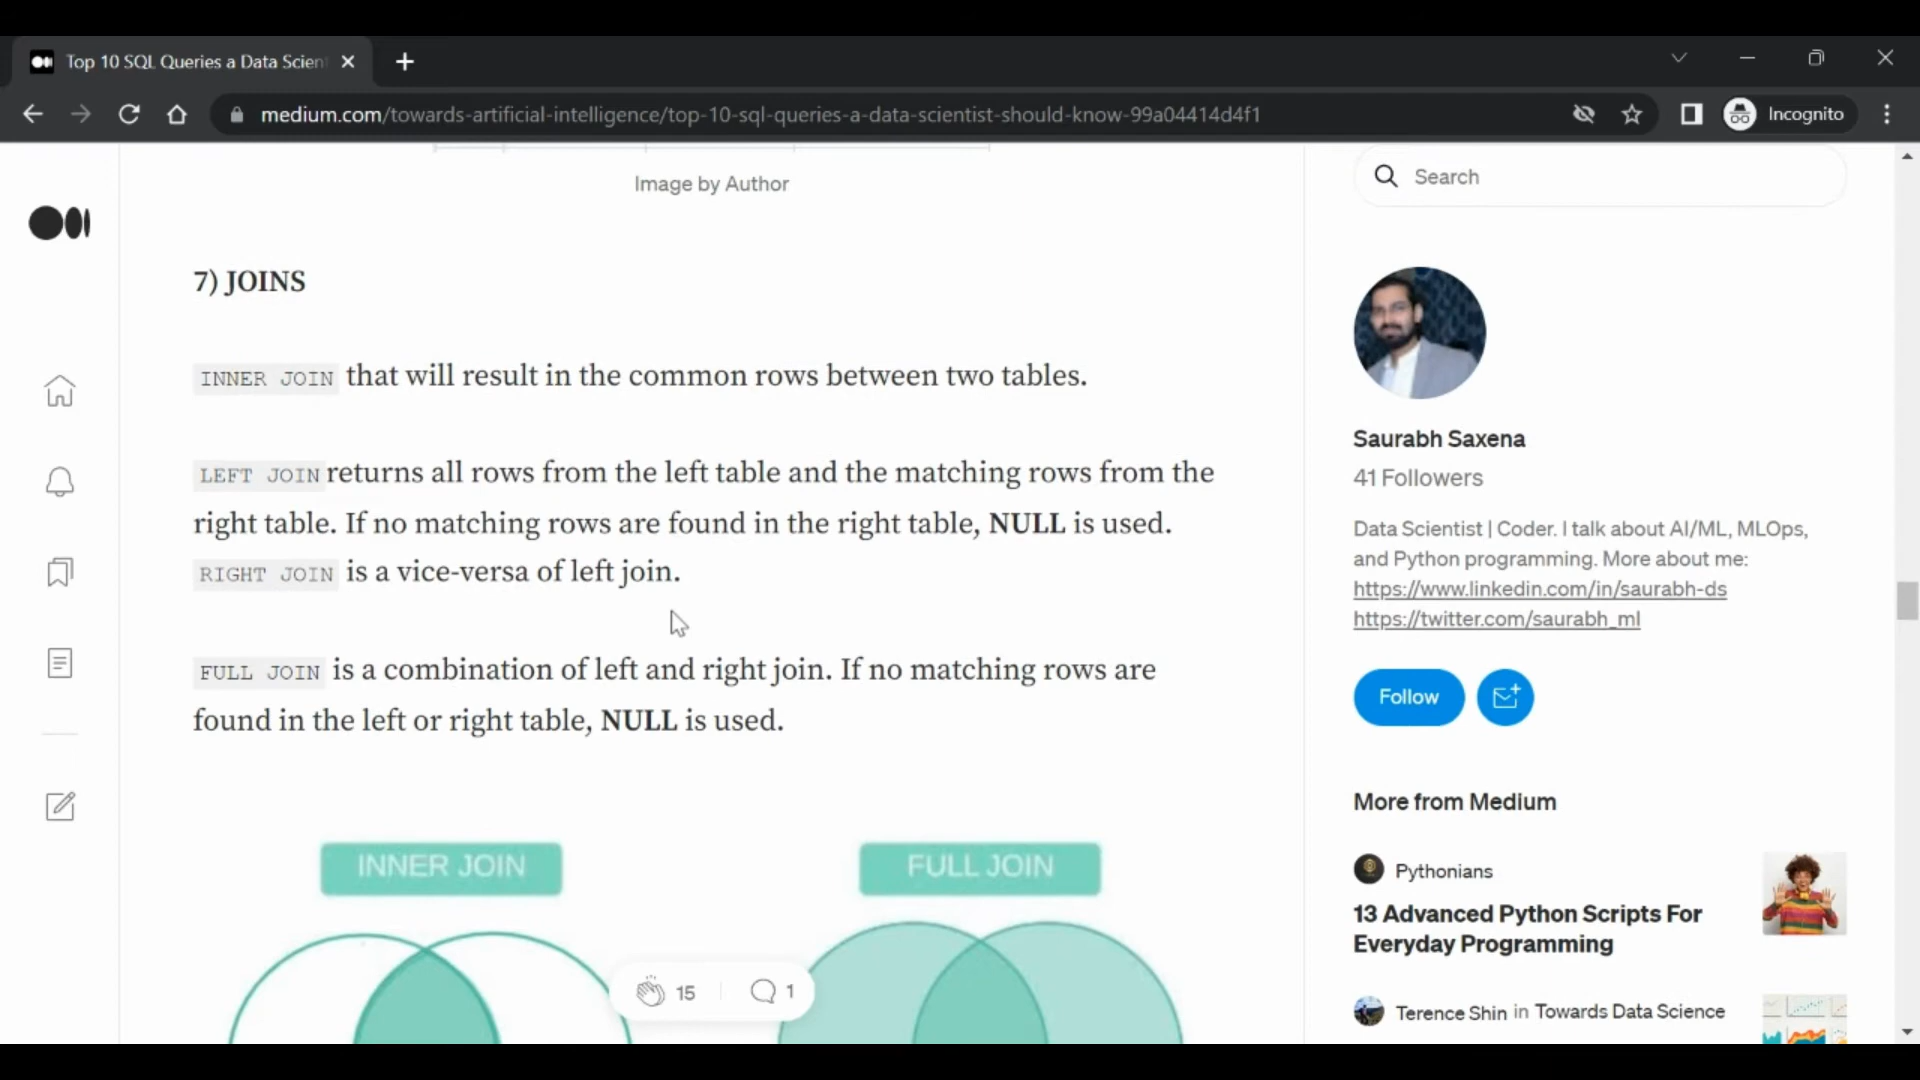 Top 10 SQL Queries a Data Scien
medium.com/towards-artificial-intelligence/top-10-sql-queries-a-data-scientist-should-know-99a04414d4f1
Incognito
Image by Author
7) JOINS
INNER JOIN that will result in the common rows between two tables.
LEFT JOIN returns all rows from the left table and the matching rows from the
right table. If no matching rows are found in the right table, NULL is used.
RIGHT JOIN is a vice-versa of left join.
FULL JOIN is a combination of left and right join. If no matching rows are
found in the left or right table, NULL is used.
INNER JOIN
FULL JOIN
15
1
Search
Saurabh Saxena
41 Followers
Data Scientist | Coder. I talk about AI/ML, MLOps,
and Python programming. More about me:
https://www.linkedin.com/in/saurabh-ds
https://twitter.com/saurabh_ml
Follow
More from Medium
Pythonians
13 Advanced Python Scripts For
Everyday Programming
Terence Shin in Towards Data Science